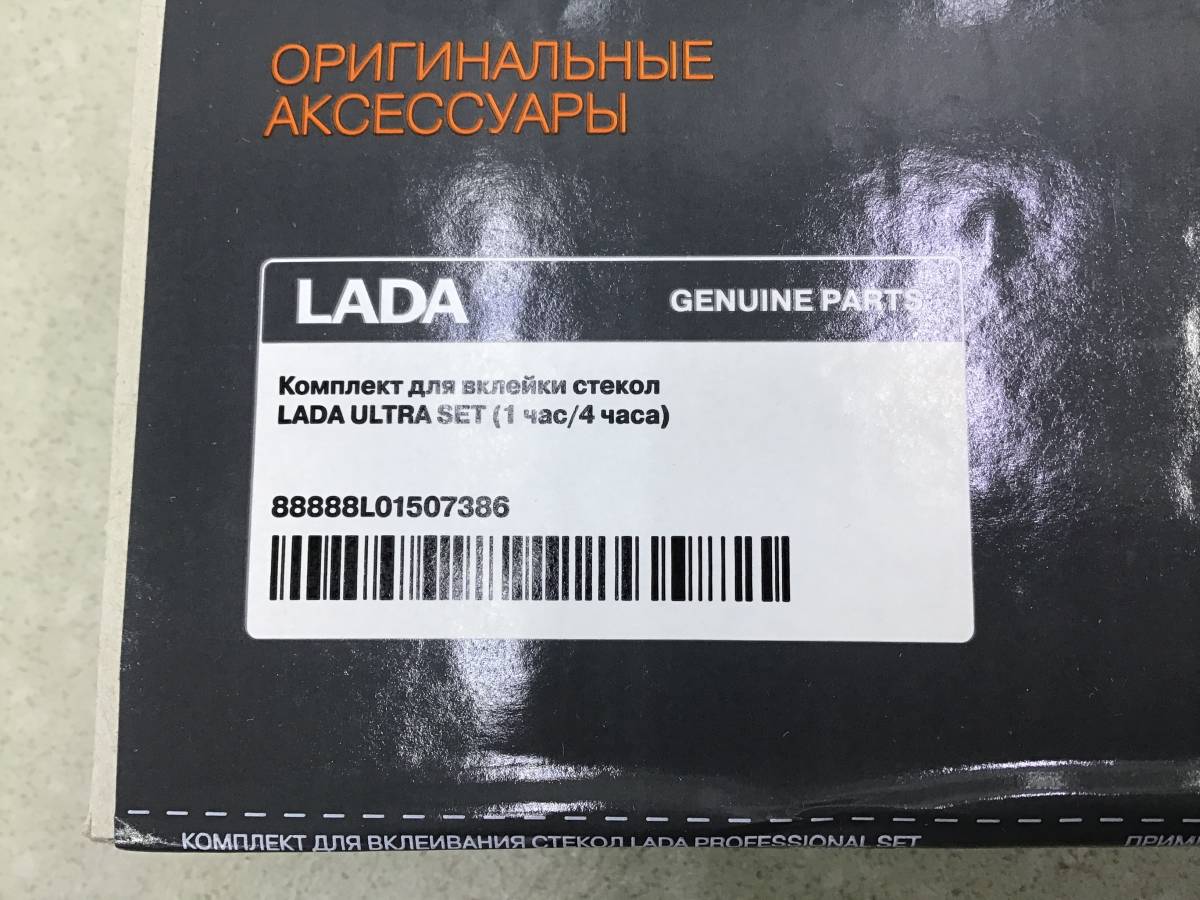 ОРИГИНАЛЬНЫЕ
АКСЕССУАРЫ
LADA
GENUINE PARTS
Комплект для вклейки стекол
LADA ULTRA SET (1 час/4 часа)
88888L01507386
КОМПЛЕКТ ДЛЯ ВКЛЕИВАНИЯ СТЕКОЛ LADA PROFESSIONAL SET